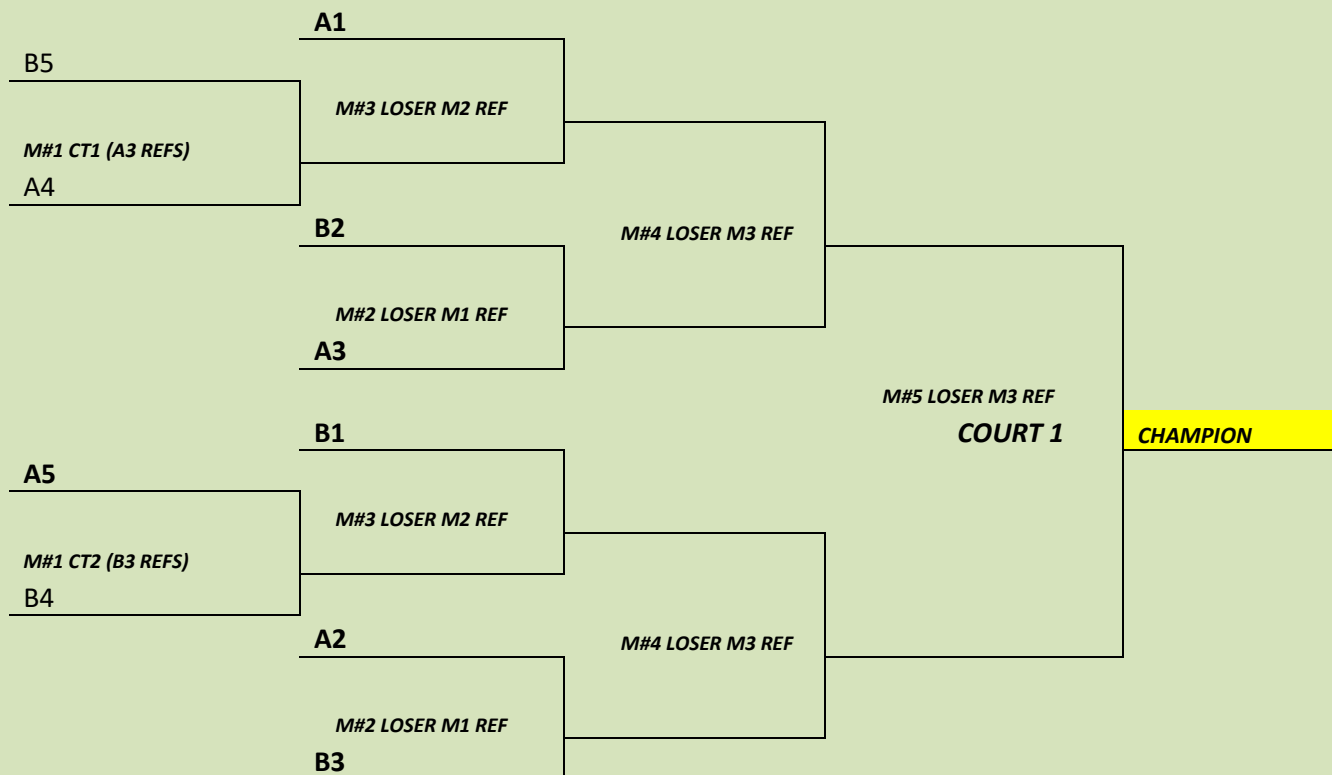 A1
B5
M#3 LOSER M2 REF
M#1 CT1 (A3 REFS)
A4
B2
M#4 LOSER M3 REF
M#2 LOSER M1 REF
A3
M#5 LOSER M3 REF
B1
COURT 1
CHAMPION
A5
M#3 LOSER M2 REF
M#1 CT2 (B3 REFS)
B4
A2
M#4 LOSER M3 REF
M#2 LOSER M1 REF
B3